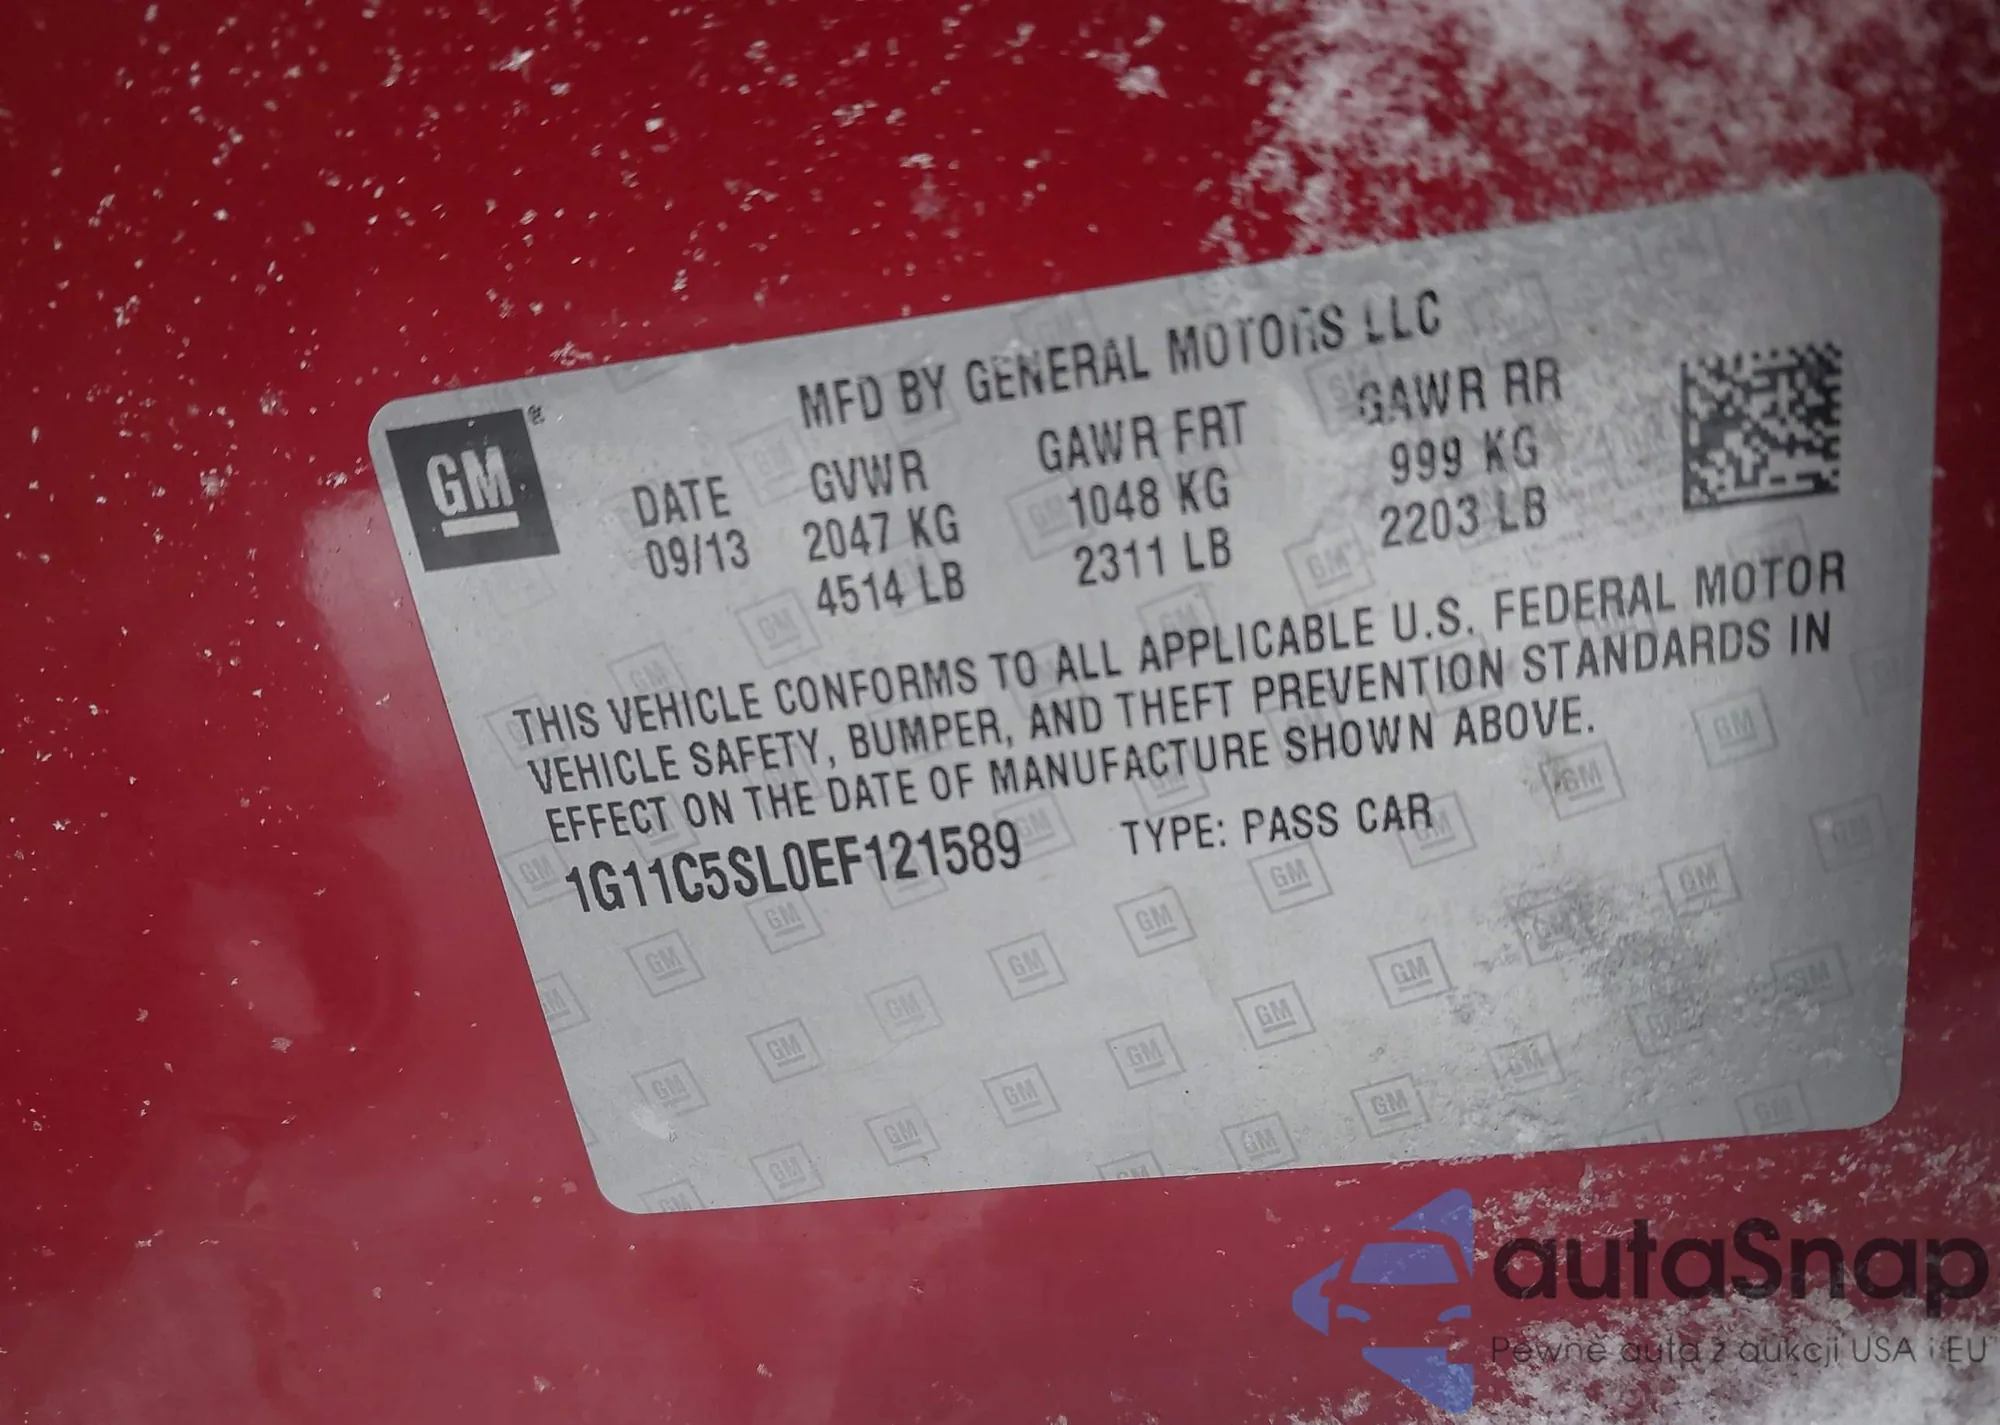 MFD BY GENERAL MOTORS LLC
GM®
DATE GVWR GAWR FRT GAWR RR
09/13 2047 KG 1048 KG 999 KG
4514 LB 2311 LB 2203 LB
THIS VEHICLE CONFORMS TO ALL APPLICABLE U.S. FEDERAL MOTOR
VEHICLE SAFETY, BUMPER, AND THEFT PREVENTION STANDARDS IN
EFFECT ON THE DATE OF MANUFACTURE SHOWN ABOVE.
1G11C5SL0EF121589 TYPE: PASS CAR
autaSnap
Pewne auta z aukcji USA i EU